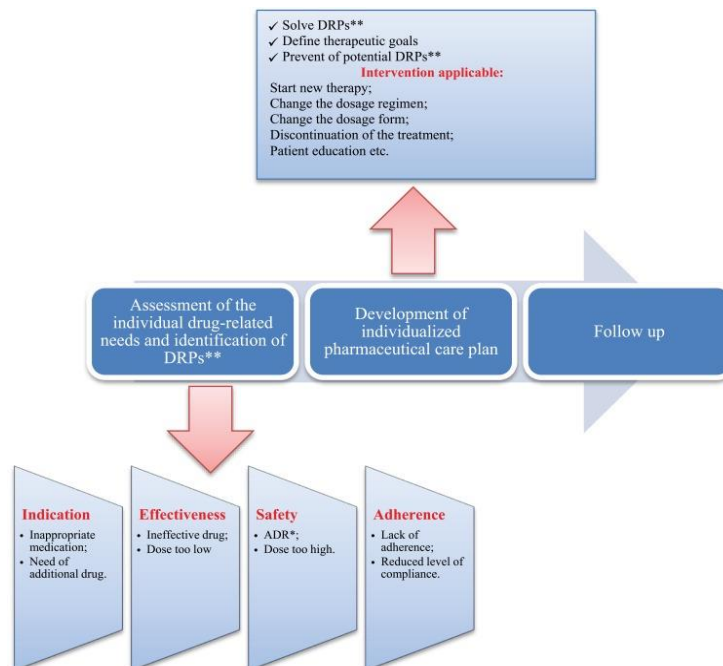 ✓ Solve DRPs**
✓ Define therapeutic goals
✓ Prevent of potential DRPs**
Intervention applicable:
Start new therapy;
Change the dosage regimen;
Change the dosage form;
Discontinuation of the treatment;
Patient education etc.
Assessment of the
individual drug-related
needs and identification of
DRPs**
Development of
individualized
pharmaceutical care plan
Follow up
Indication
• Inappropriate
medication;
• Need of
additional drug.
Effectiveness
• Ineffective drug;
• Dose too low
Safety
• ADR*;
• Dose too high.
Adherence
• Lack of
adherence;
• Reduced level of
compliance.